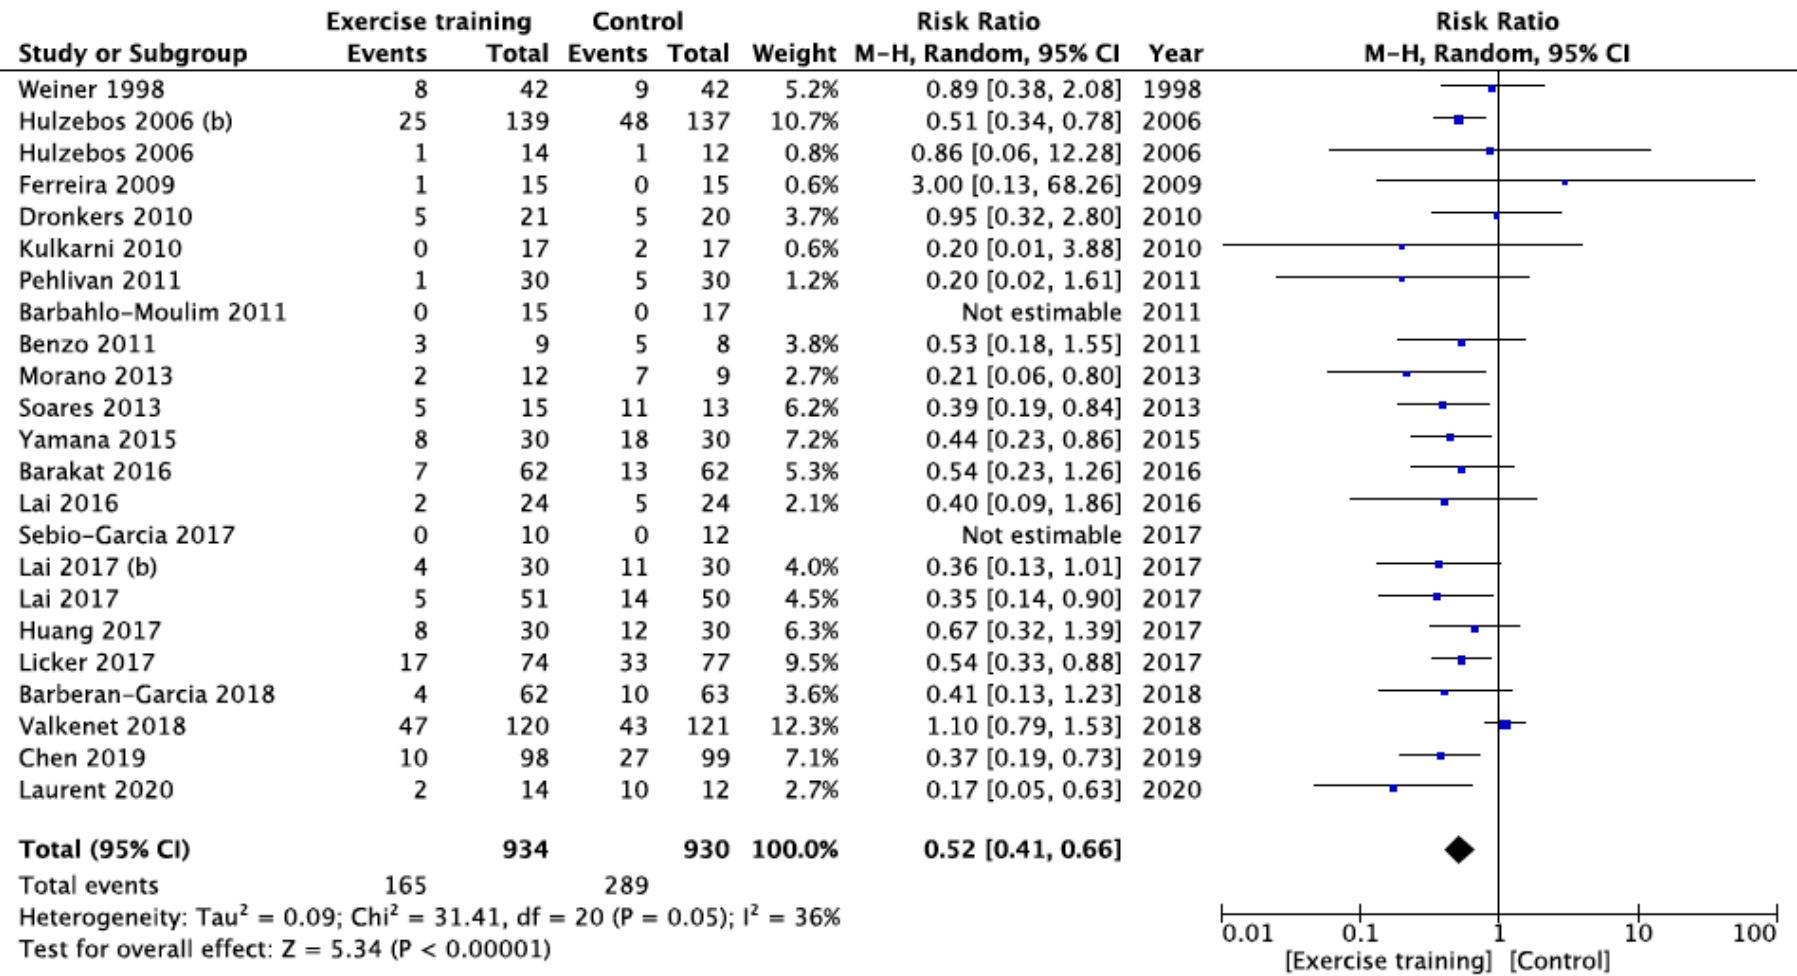 Exercise training Control Risk Ratio Risk Ratio
Study or Subgroup Events Total Events Total Weight M-H, Random, 95% CI Year M-H, Random, 95% CI
Weiner 1998 8 42 9 42 5.2% 0.89 [0.38, 2.08] 1998
Hulzebos 2006 (b) 25 139 48 137 10.7% 0.51 [0.34, 0.78] 2006
Hulzebos 2006 1 14 1 12 0.8% 0.86 [0.06, 12.28] 2006
Ferreira 2009 1 15 0 15 0.6% 3.00 [0.13, 68.26] 2009
Dronkers 2010 5 21 5 20 3.7% 0.95 [0.32, 2.80] 2010
Kulkarni 2010 0 17 2 17 0.6% 0.20 [0.01, 3.88] 2010
Pehlivan 2011 1 30 5 30 1.2% 0.20 [0.02, 1.61] 2011
Barbahlo-Moulim 2011 0 15 0 17 Not estimable 2011
Benzo 2011 3 9 5 8 3.8% 0.53 [0.18, 1.55] 2011
Morano 2013 2 12 7 9 2.7% 0.21 [0.06, 0.80] 2013
Soares 2013 5 15 11 13 6.2% 0.39 [0.19, 0.84] 2013
Yamana 2015 8 30 18 30 7.2% 0.44 [0.23, 0.86] 2015
Barakat 2016 7 62 13 62 5.3% 0.54 [0.23, 1.26] 2016
Lai 2016 2 24 5 24 2.1% 0.40 [0.09, 1.86] 2016
Sebio-Garcia 2017 0 10 0 12 Not estimable 2017
Lai 2017 (b) 4 30 11 30 4.0% 0.36 [0.13, 1.01] 2017
Lai 2017 5 51 14 50 4.5% 0.35 [0.14, 0.90] 2017
Huang 2017 8 30 12 30 6.3% 0.67 [0.32, 1.39] 2017
Licker 2017 17 74 33 77 9.5% 0.54 [0.33, 0.88] 2017
Barberan-Garcia 2018 4 62 10 63 3.6% 0.41 [0.13, 1.23] 2018
Valkenet 2018 47 120 43 121 12.3% 1.10 [0.79, 1.53] 2018
Chen 2019 10 98 27 99 7.1% 0.37 [0.19, 0.73] 2019
Laurent 2020 2 14 10 12 2.7% 0.17 [0.05, 0.63] 2020
Total (95% CI) 934 930 100.0% 0.52 [0.41, 0.66]
Total events 165 289
Heterogeneity: Tau² = 0.09; Chi² = 31.41, df = 20 (P = 0.05); I² = 36%
Test for overall effect: Z = 5.34 (P < 0.00001)
0.01 0.1 1 10 100
[Exercise training] [Control]